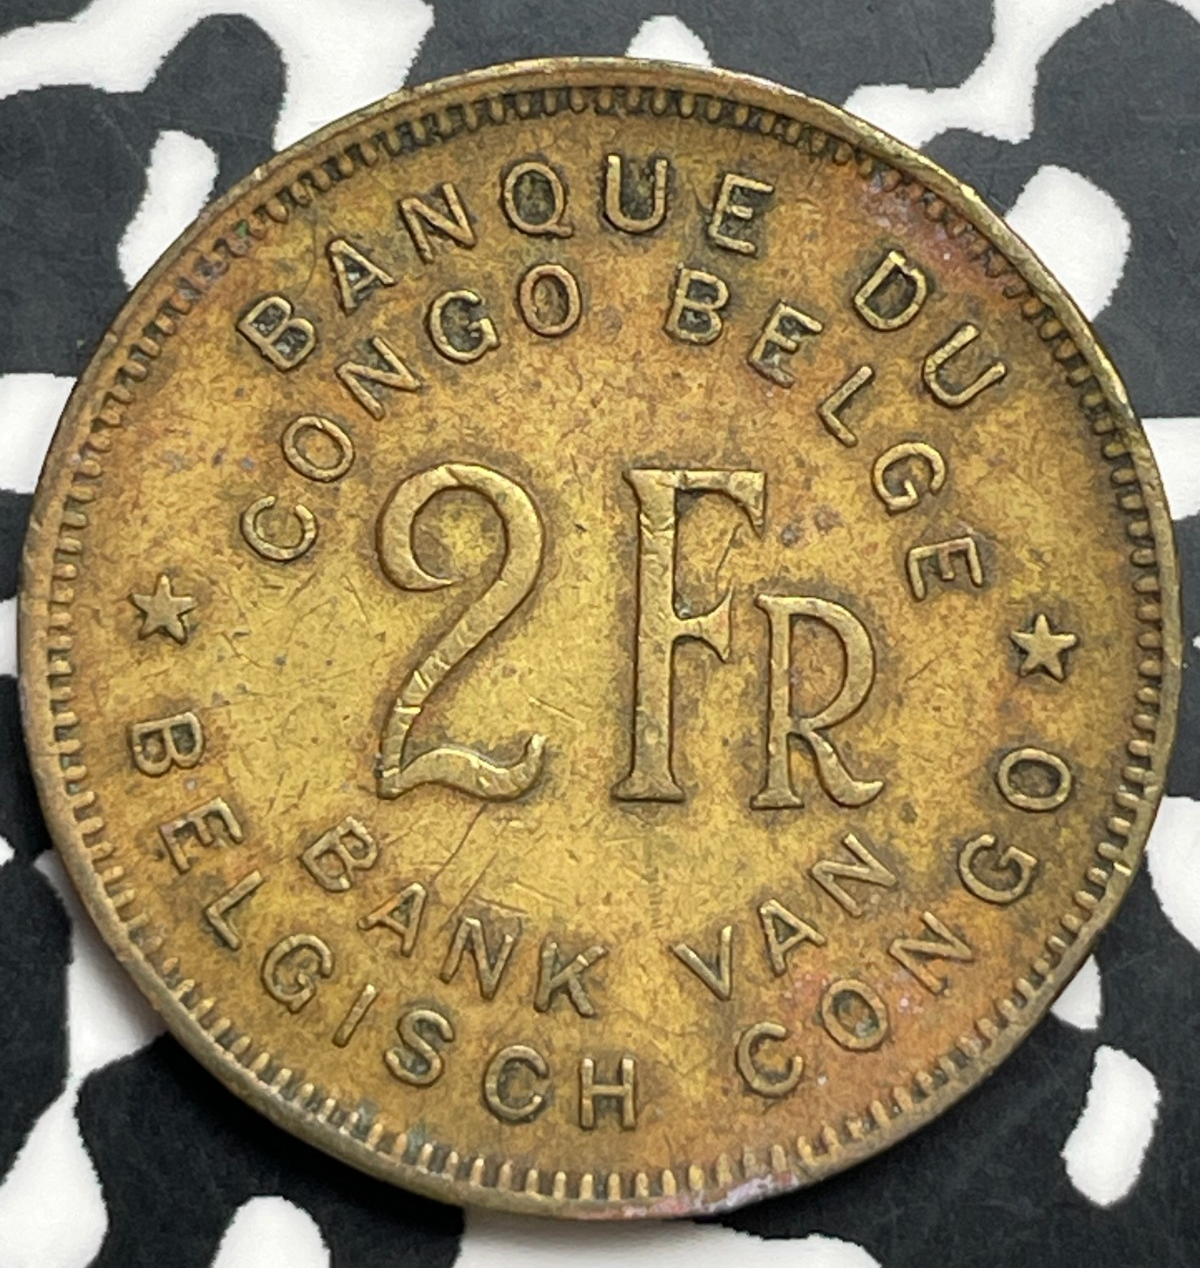 BANQUE DU
CONGO BELGE
2 FR
BANK VAN
BELGISCH CONGO